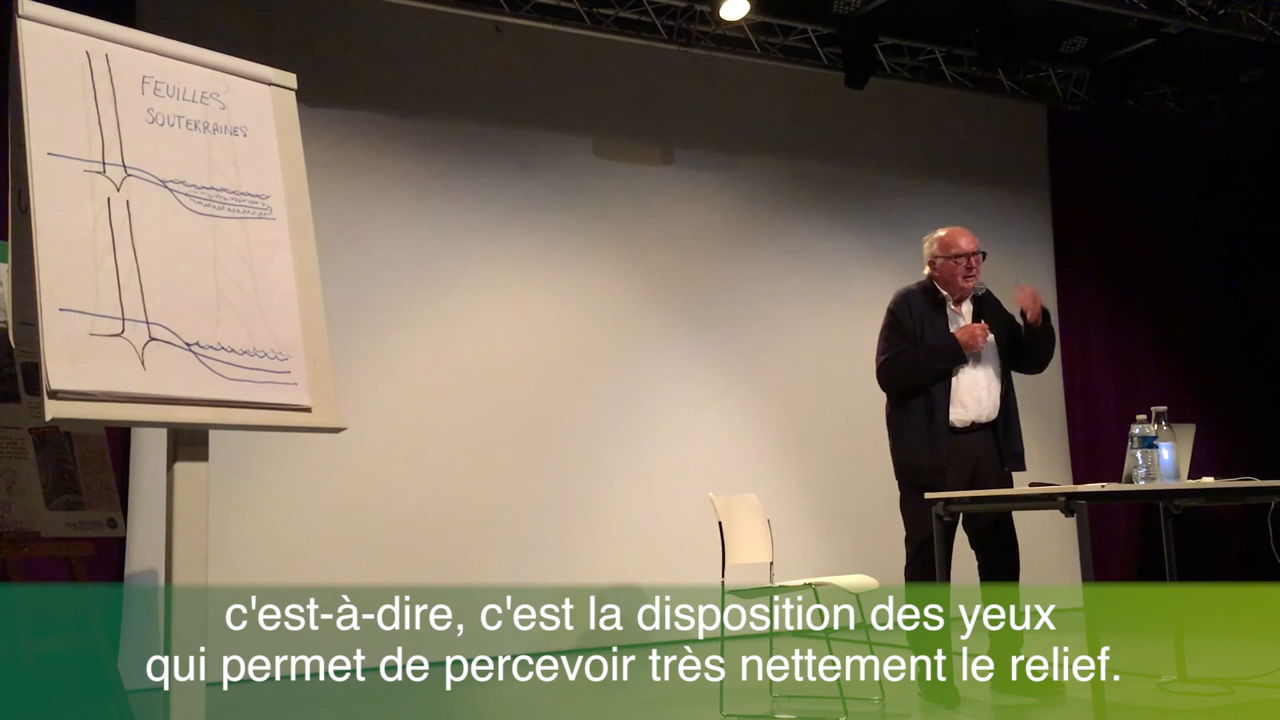 FEUILLES
SOUTERRAINES
c'est-à-dire, c'est la disposition des yeux
qui permet de percevoir très nettement le relief.